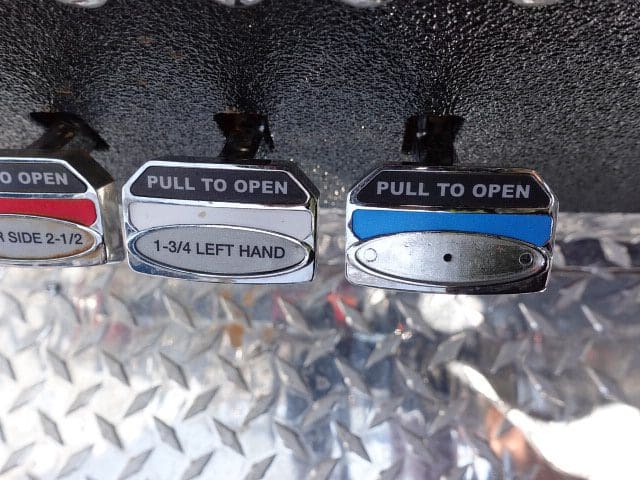 O OPEN
SIDE 2-1/2
PULL TO OPEN
1-3/4 LEFT HAND
PULL TO OPEN